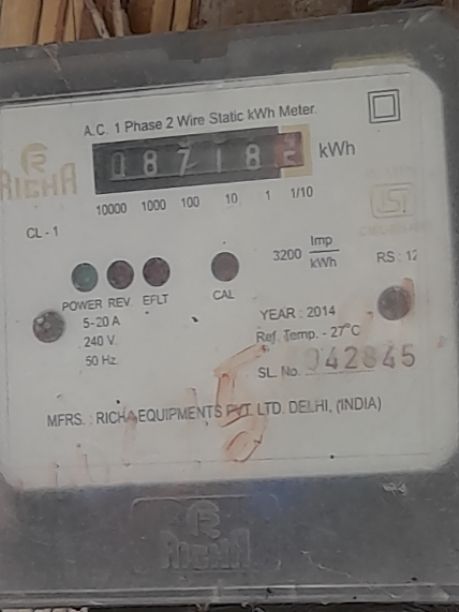 A.C. 1 Phase 2 Wire Static kWh Meter.
08718 kWh
RICHA
10000 1000 100 10 1 1/10
CL - 1
3200 Imp/kWh
RS : 12
POWER REV. EFLT CAL
5-20 A
240 V.
50 Hz.
YEAR : 2014
Ref. Temp. - 27°C
SL. No. 942845
MFRS. : RICHA EQUIPMENTS PVT. LTD. DELHI, (INDIA)
RICHA